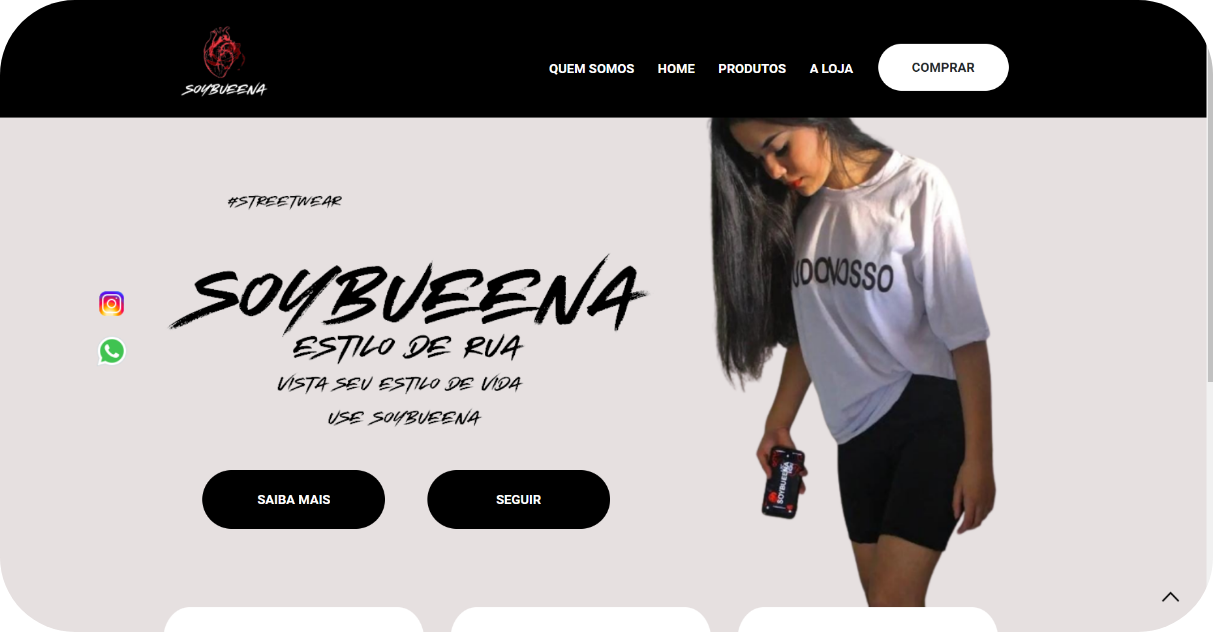 SOYBUEENA
QUEM SOMOS HOME PRODUTOS A LOJA COMPRAR
#STREETWEAR
SOYBUEENA
ESTILO DE RUA
VISTA SEU ESTILO DE VIDA
USE SOYBUEENA
SAIBA MAIS SEGUIR
UDONOSSO
SOYBUEENA